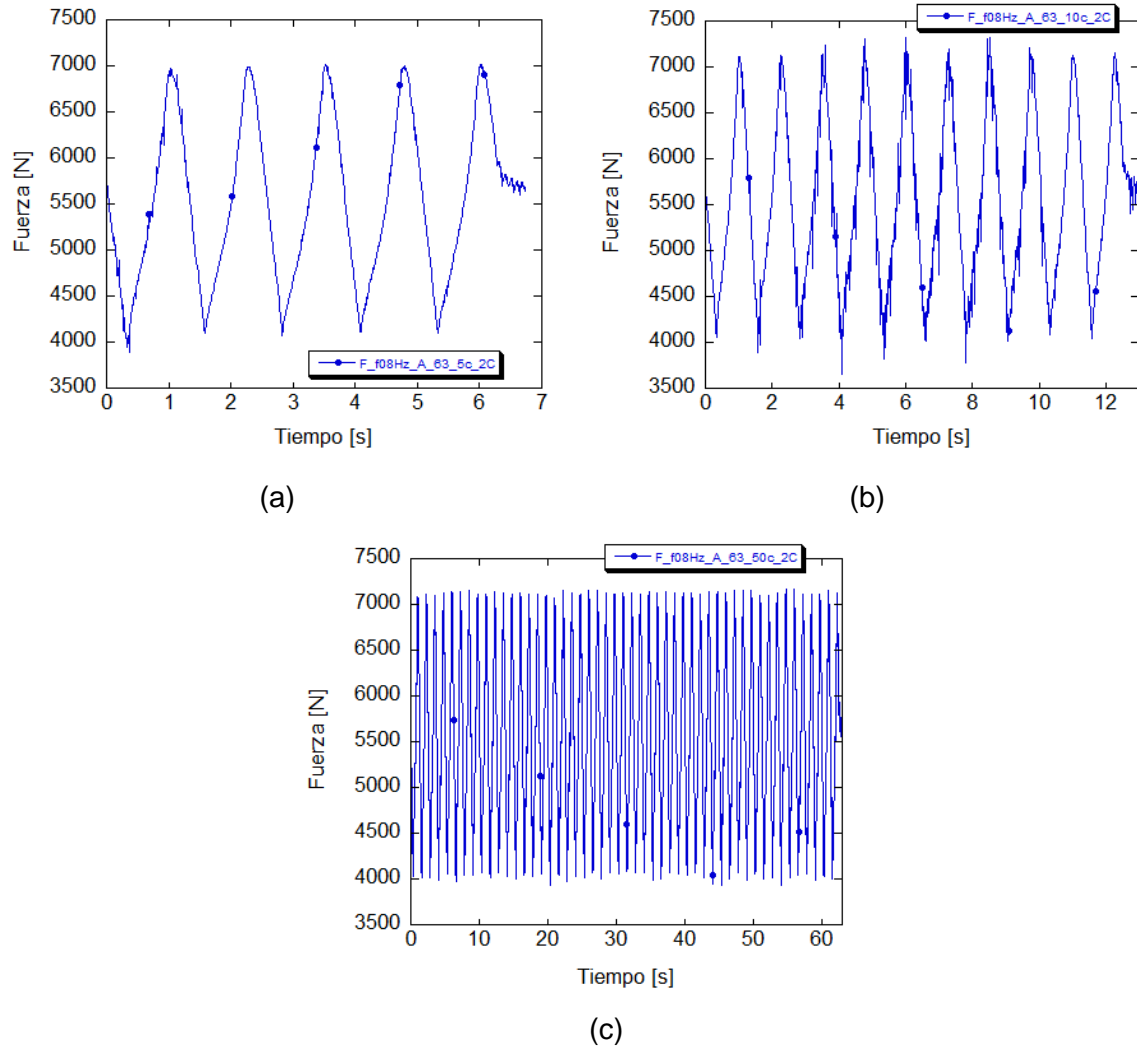 F_f08Hz_A_63_10c_2C
7500
7000
6500
6000
5500
5000
4500
4000
3500
Fuerza [N]
F_f08Hz_A_63_5c_2C
0 1 2 3 4 5 6 7
Tiempo [s]
(a)
7500
7000
6500
6000
5500
5000
4500
4000
3500
Fuerza [N]
0 2 4 6 8 10 12
Tiempo [s]
(b)
F_f08Hz_A_63_50c_2C
7500
7000
6500
6000
5500
5000
4500
4000
3500
Fuerza [N]
0 10 20 30 40 50 60
Tiempo [s]
(c)